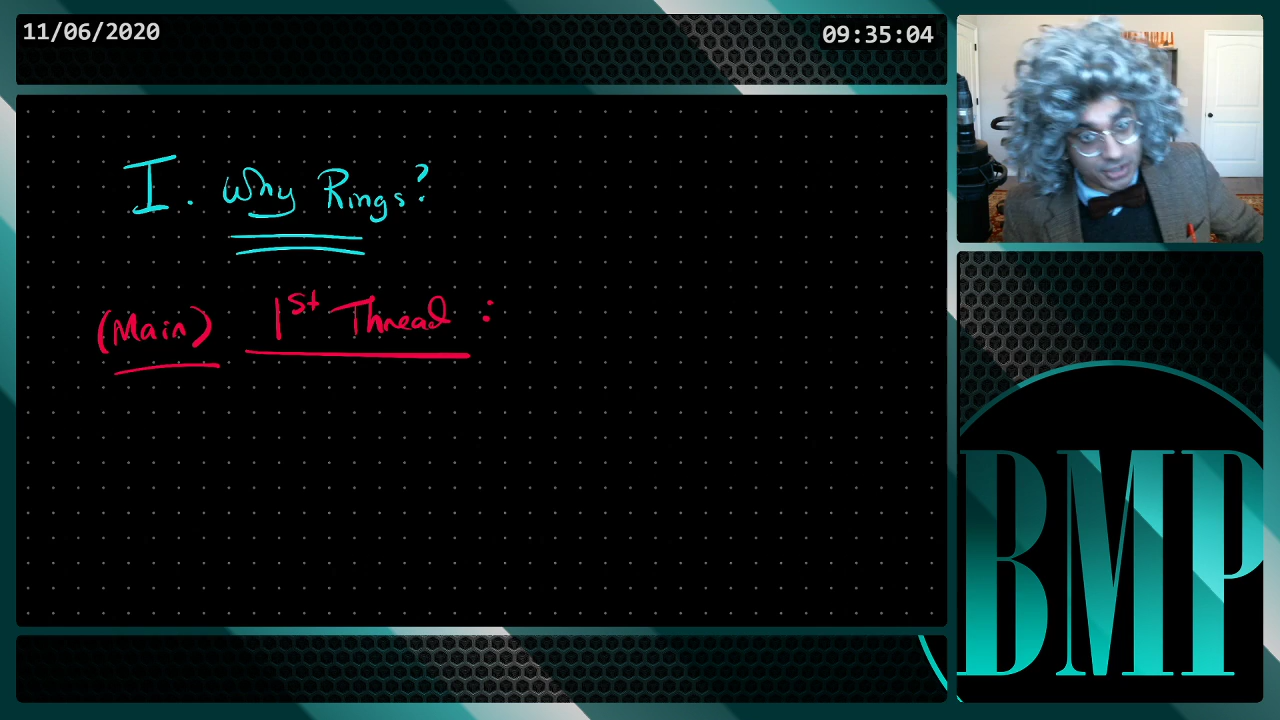 11/06/2020
09:35:04
I. Why Rings?
(Main) 1st Thread :
BMP